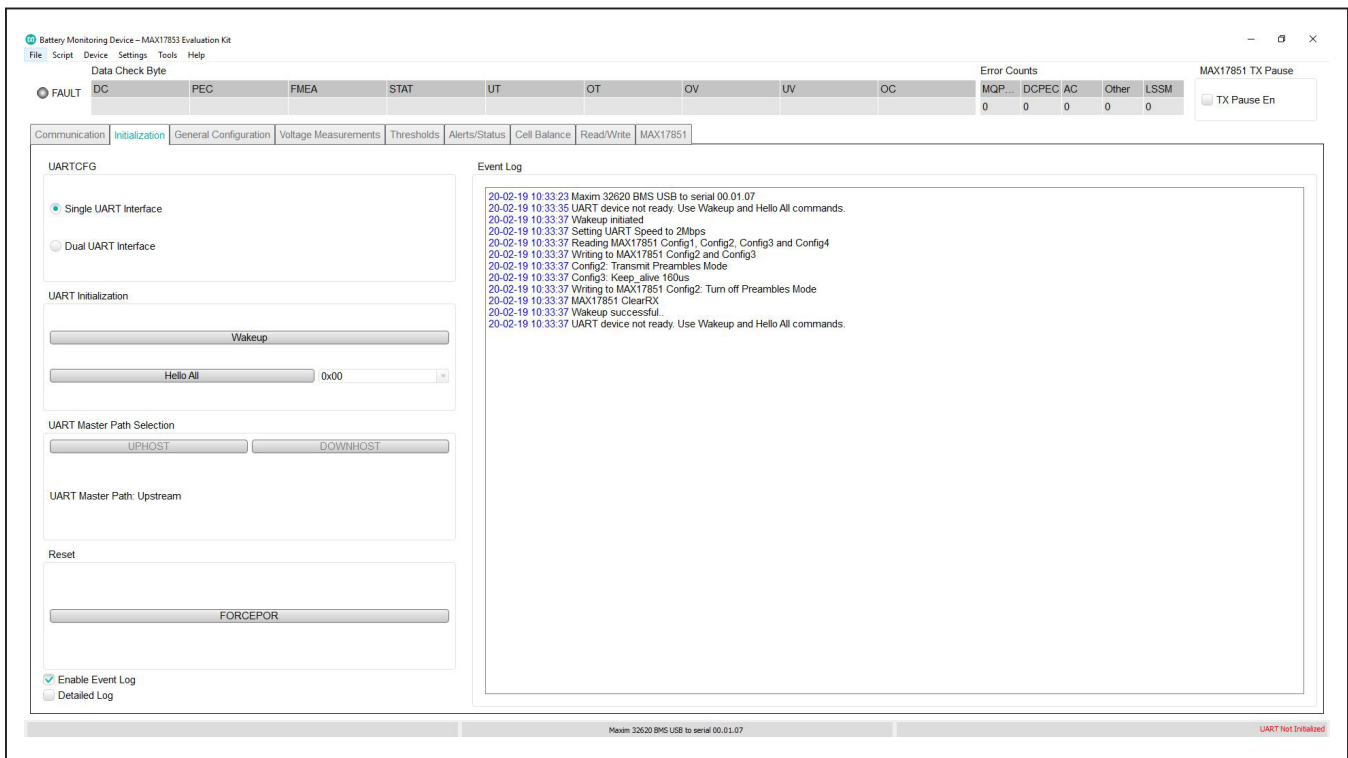 Battery Monitoring Device – MAX17853 Evaluation Kit
File Script Device Settings Tools Help
Data Check Byte Error Counts MAX17851 TX Pause
FAULT DC PEC FMEA STAT UT OT OV UV OC MQP... DCPEC AC Other LSSM
0 0 0 0 0 TX Pause En
Communication Initialization General Configuration Voltage Measurements Thresholds Alerts/Status Cell Balance Read/Write MAX17851
UARTCFG
Single UART Interface
Dual UART Interface
UART Initialization
Wakeup
Hello All 0x00
UART Master Path Selection
UPHOST DOWNHOST
UART Master Path: Upstream
Reset
FORCEPOR
Enable Event Log
Detailed Log
Event Log
20-02-19 10:33:23 Maxim 32620 BMS USB to serial 00.01.07
20-02-19 10:33:35 UART device not ready. Use Wakeup and Hello All commands.
20-02-19 10:33:37 Wakeup initiated
20-02-19 10:33:37 Setting UART Speed to 2Mbps
20-02-19 10:33:37 Reading MAX17851 Config1, Config2, Config3 and Config4
20-02-19 10:33:37 Writing to MAX17851 Config2 and Config3
20-02-19 10:33:37 Config2: Transmit Preambles Mode
20-02-19 10:33:37 Config3: Keep_alive 160us
20-02-19 10:33:37 Writing to MAX17851 Config2: Turn off Preambles Mode
20-02-19 10:33:37 MAX17851 ClearRX
20-02-19 10:33:37 Wakeup successful..
20-02-19 10:33:37 UART device not ready. Use Wakeup and Hello All commands.
Maxim 32620 BMS USB to serial 00.01.07
UART Not Initialized